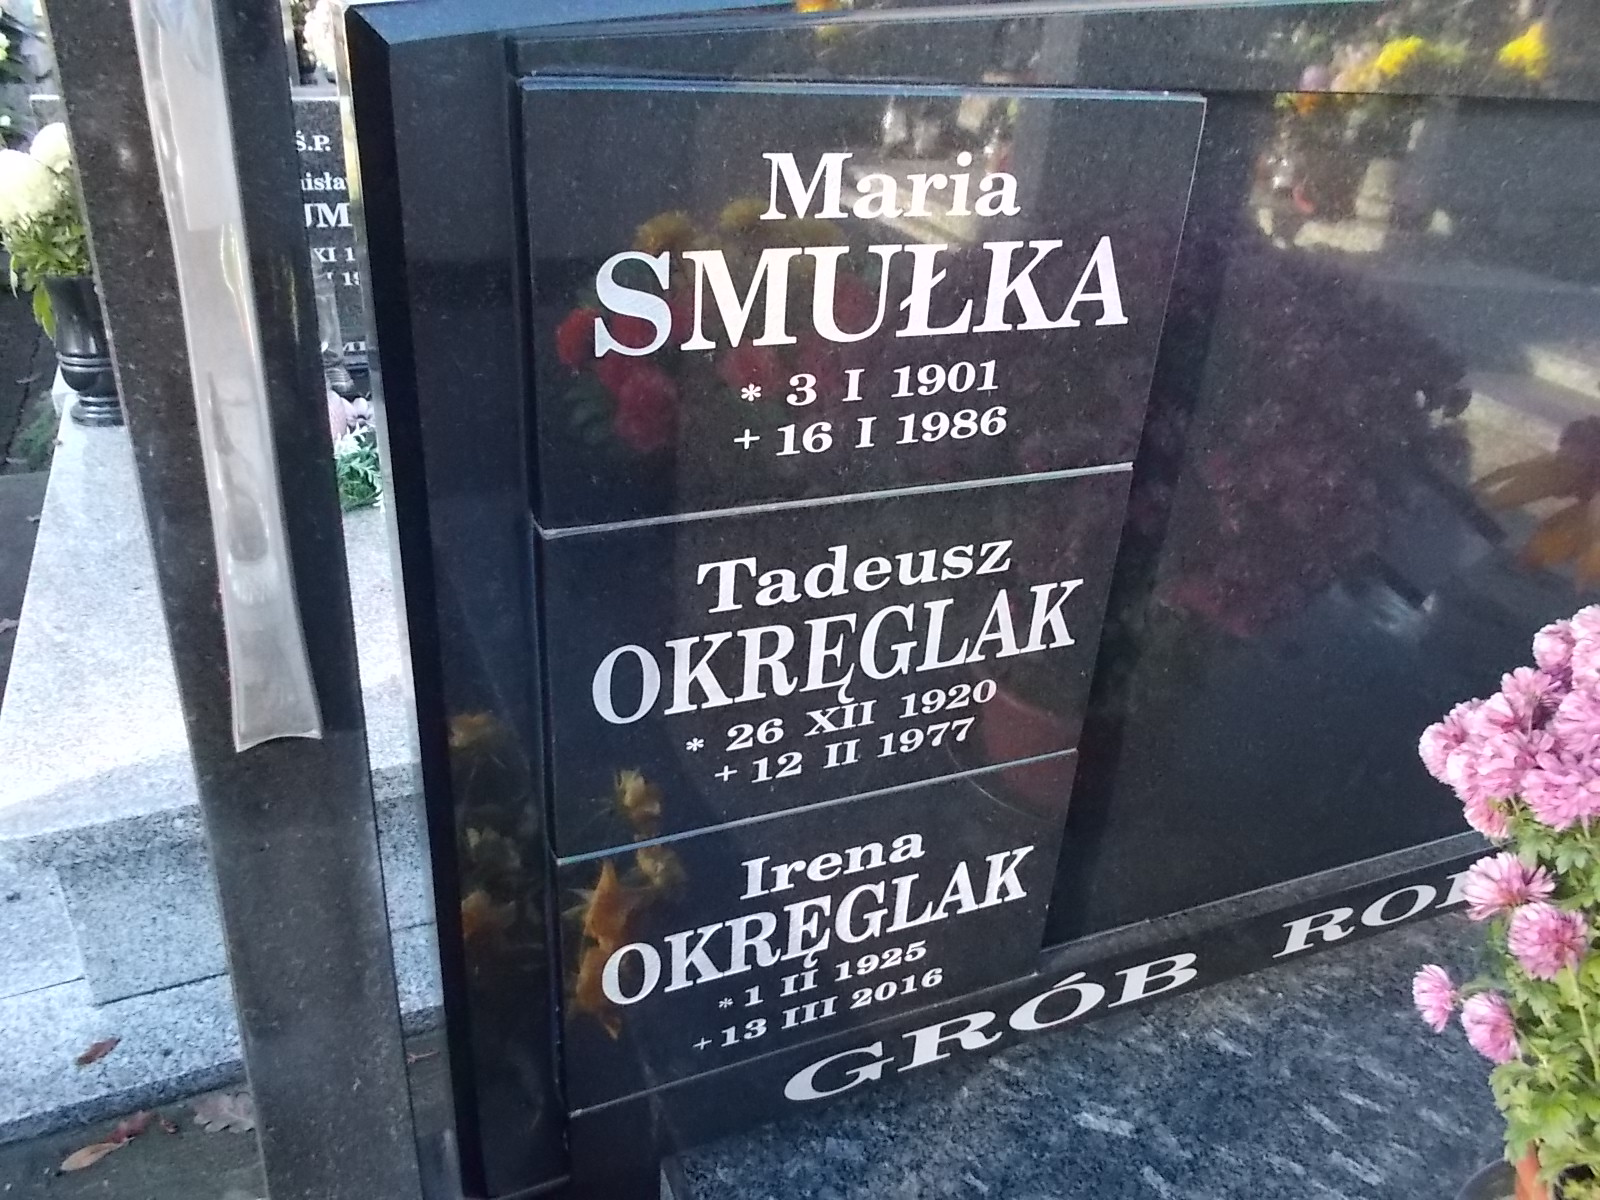 Maria
SMUŁKA
* 3 I 1901
+ 16 I 1986
Tadeusz
OKRĘGLAK
* 26 XII 1920
+ 12 II 1977
Irena
OKRĘGLAK
* 1 II 1925
+ 13 III 2016
GRÓB
Ś.P.